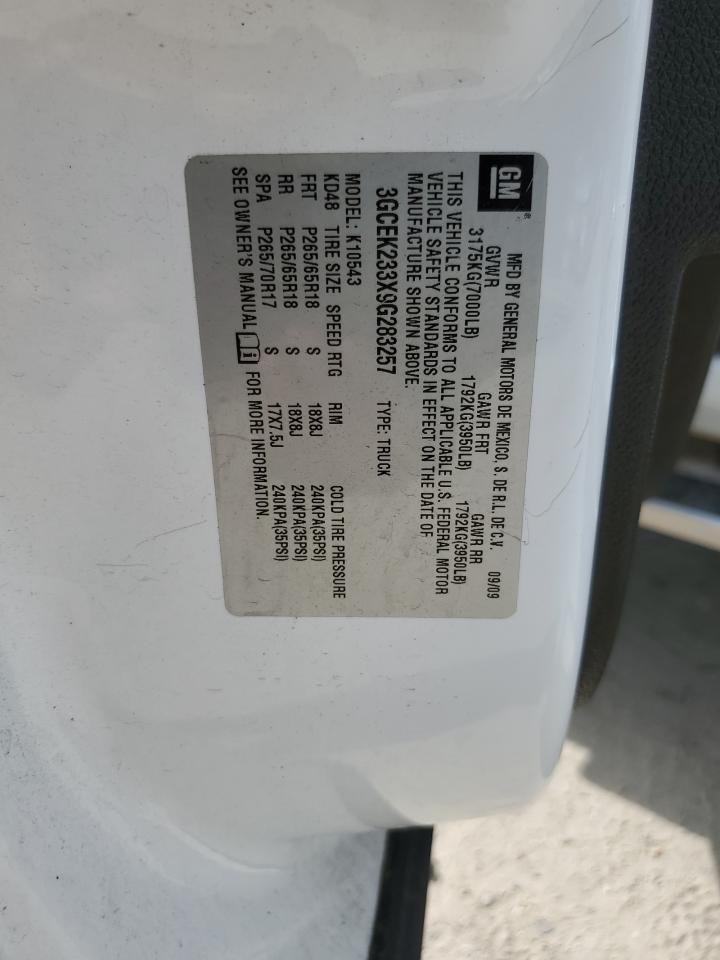 GM®
MFD BY GENERAL MOTORS DE MEXICO, S. DE R.L. DE C.V. 09/09
GVWR GAWR FRT GAWR RR
3175KG(7000LB) 1792KG(3950LB) 1792KG(3950LB)
THIS VEHICLE CONFORMS TO ALL APPLICABLE U.S. FEDERAL MOTOR
VEHICLE SAFETY STANDARDS IN EFFECT ON THE DATE OF
MANUFACTURE SHOWN ABOVE.
3GCEK233X9G283257 TYPE: TRUCK
MODEL: K10543
KD48 TIRE SIZE SPEED RTG RIM COLD TIRE PRESSURE
FRT P265/65R18 S 18X8J 240KPA(35PSI)
RR P265/65R18 S 18X8J 240KPA(35PSI)
SPA P265/70R17 S 17X7.5J 240KPA(35PSI)
SEE OWNER'S MANUAL FOR MORE INFORMATION.